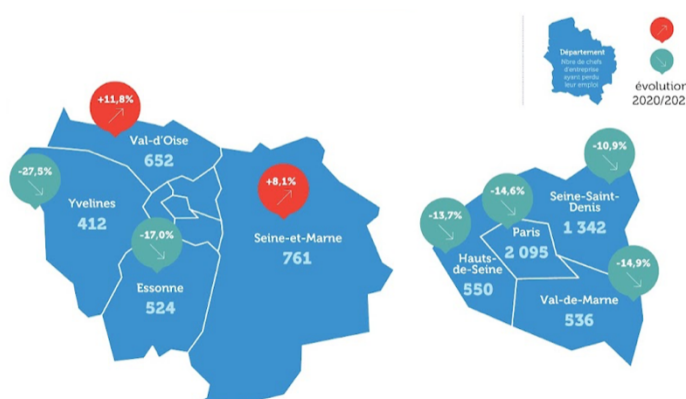 Département
Nbre de chefs
d'entreprise
ayant perdu
leur emploi
évolution
2020/202
+11,8%
Val-d'Oise
652
-27,5%
Yvelines
412
-17,0%
Essonne
524
+8,1%
Seine-et-Marne
761
-10,9%
Seine-Saint-
Denis
1 342
-14,6%
Paris
2 095
-13,7%
Hauts-
de-Seine
550
-14,9%
Val-de-Marne
536